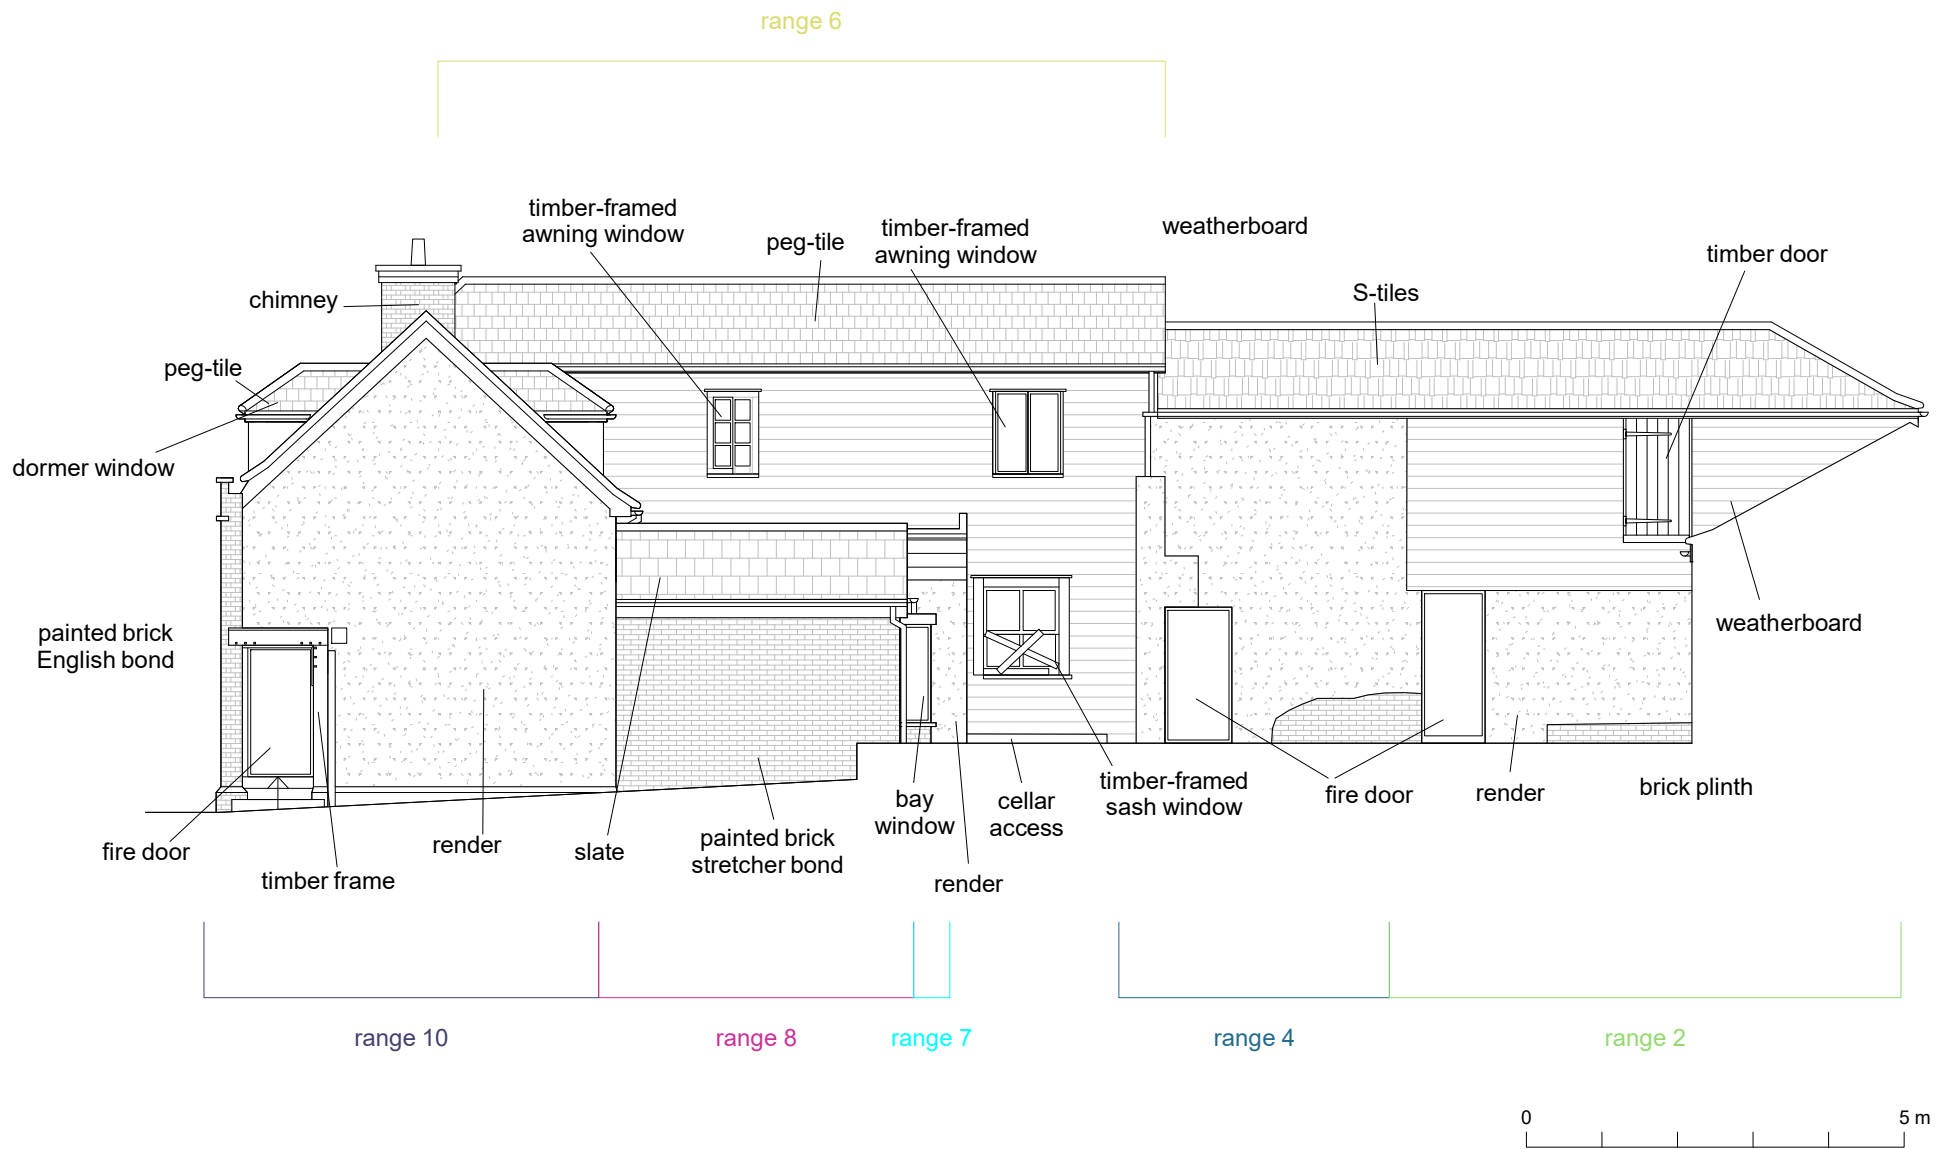 range 6
timber-framed
awning window
peg-tile
timber-framed
awning window
weatherboard
timber door
chimney
S-tiles
peg-tile
dormer window
painted brick
English bond
weatherboard
fire door
timber frame
render
slate
painted brick
stretcher bond
bay
window
render
cellar
access
timber-framed
sash window
fire door
render
brick plinth
range 10
range 8
range 7
range 4
range 2
0
5 m